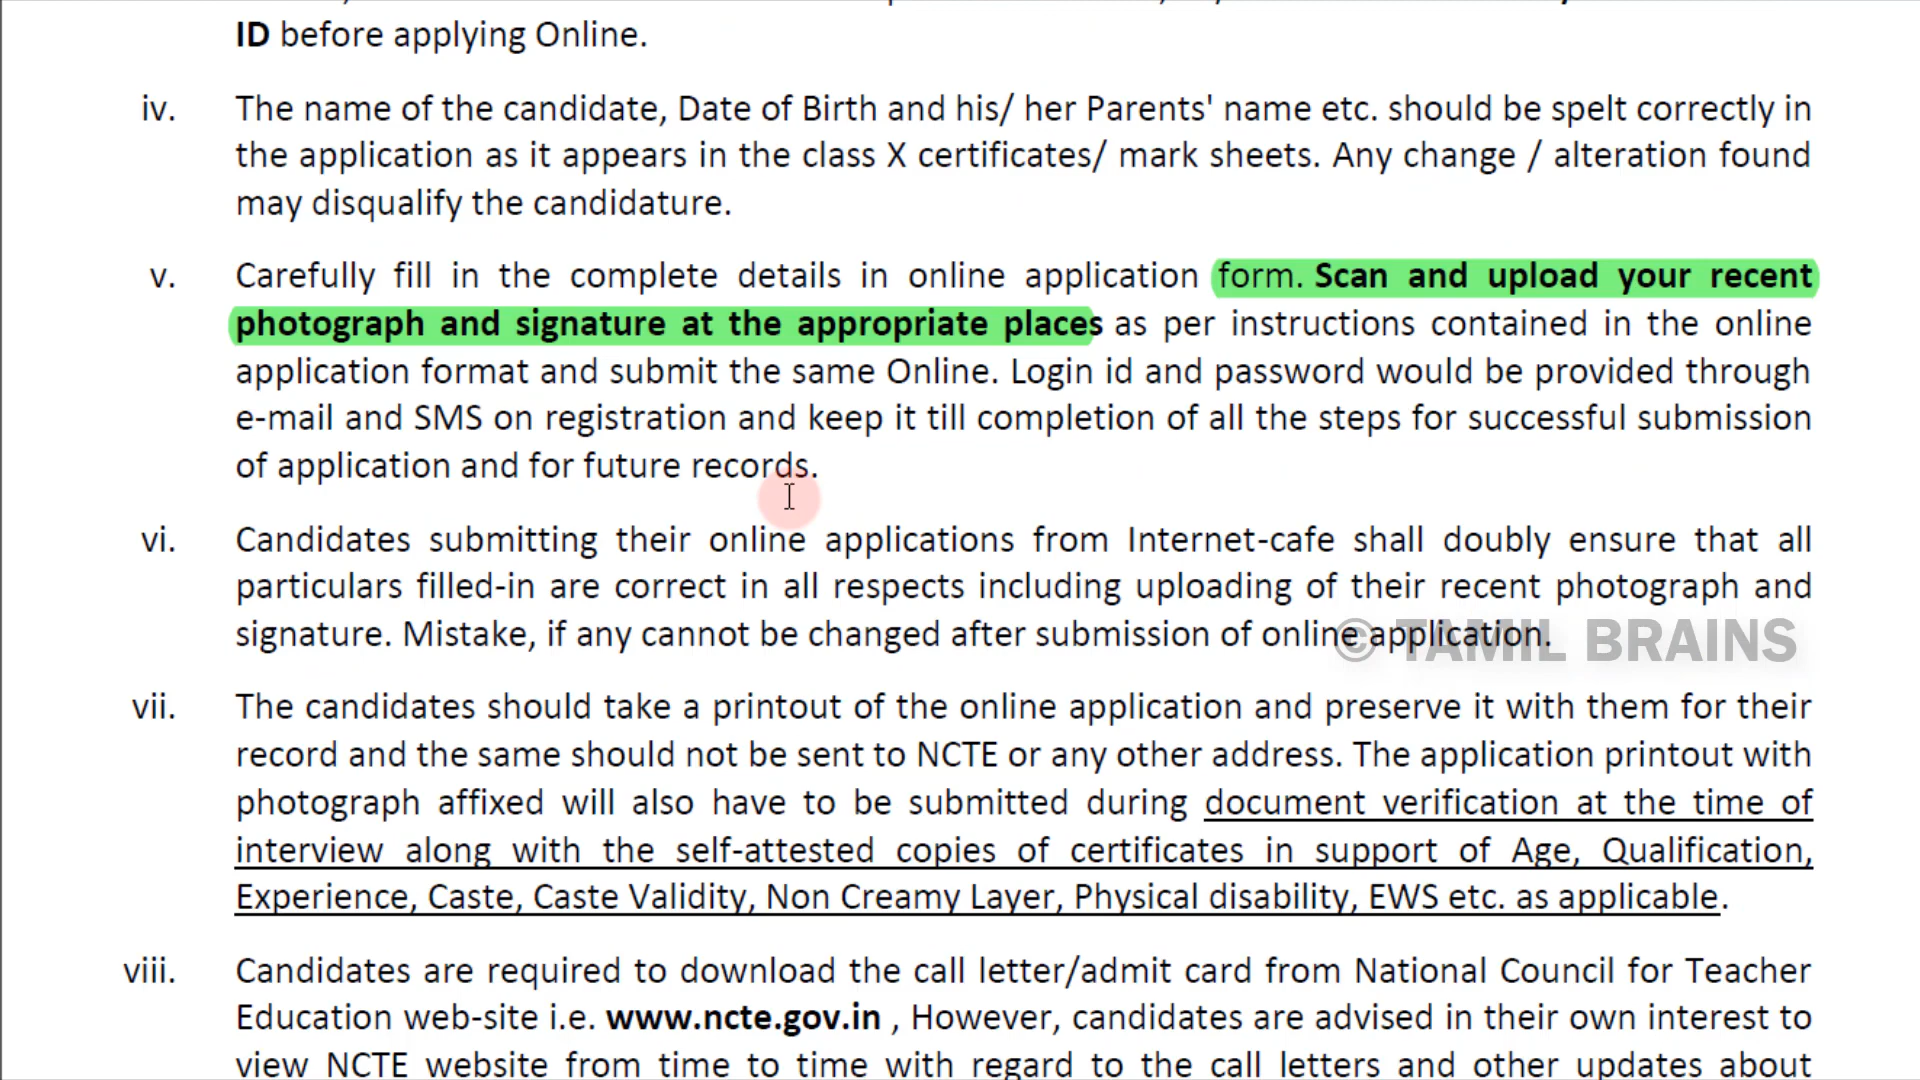 ID before applying Online.
iv. The name of the candidate, Date of Birth and his/ her Parents' name etc. should be spelt correctly in
the application as it appears in the class X certificates/ mark sheets. Any change / alteration found
may disqualify the candidature.
v. Carefully fill in the complete details in online application form. Scan and upload your recent
photograph and signature at the appropriate places as per instructions contained in the online
application format and submit the same Online. Login id and password would be provided through
e-mail and SMS on registration and keep it till completion of all the steps for successful submission
of application and for future records.
vi. Candidates submitting their online applications from Internet-cafe shall doubly ensure that all
particulars filled-in are correct in all respects including uploading of their recent photograph and
signature. Mistake, if any cannot be changed after submission of online application.
© TAMIL BRAINS
vii. The candidates should take a printout of the online application and preserve it with them for their
record and the same should not be sent to NCTE or any other address. The application printout with
photograph affixed will also have to be submitted during document verification at the time of
interview along with the self-attested copies of certificates in support of Age, Qualification,
Experience, Caste, Caste Validity, Non Creamy Layer, Physical disability, EWS etc. as applicable.
viii. Candidates are required to download the call letter/admit card from National Council for Teacher
Education web-site i.e. www.ncte.gov.in , However, candidates are advised in their own interest to
view NCTE website from time to time with regard to the call letters and other updates about